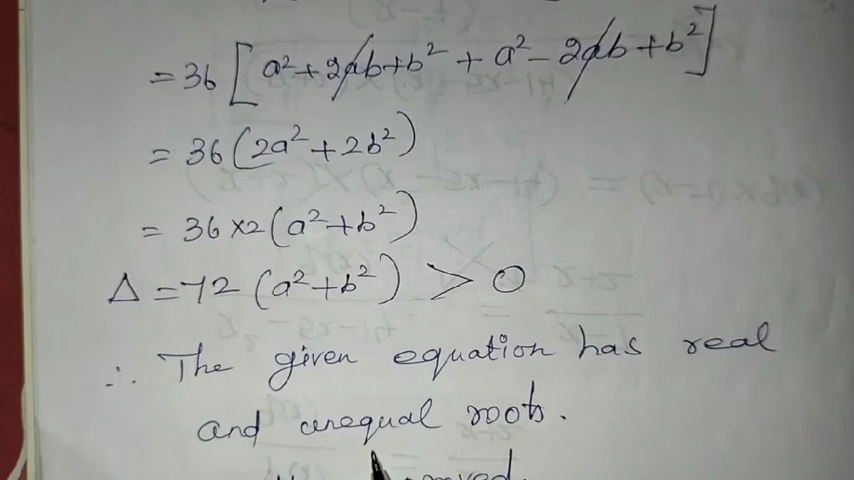 = 36 [ a² + 2ab + b² + a² - 2ab + b² ]
= 36 (2a² + 2b²)
= 36 × 2 (a² + b²)
Δ = 72 (a² + b²) > 0
∴ The given equation has real
and unequal roots.